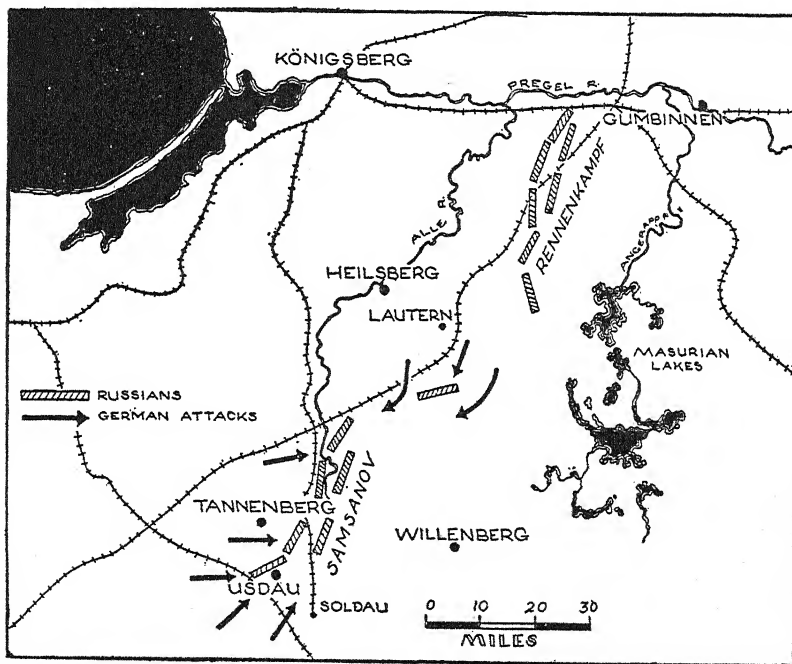 KÖNIGSBERG
PREGEL R.
GUMBINNEN
RENNENKAMPF
ALLE R.
ANGERAPP R.
HEILSBERG
LAUTERN
MASURIAN
LAKES
RUSSIANS
GERMAN ATTACKS
TANNENBERG
SAMSANOV
WILLENBERG
USDAU
SOLDAU
0 10 20 30
MILES